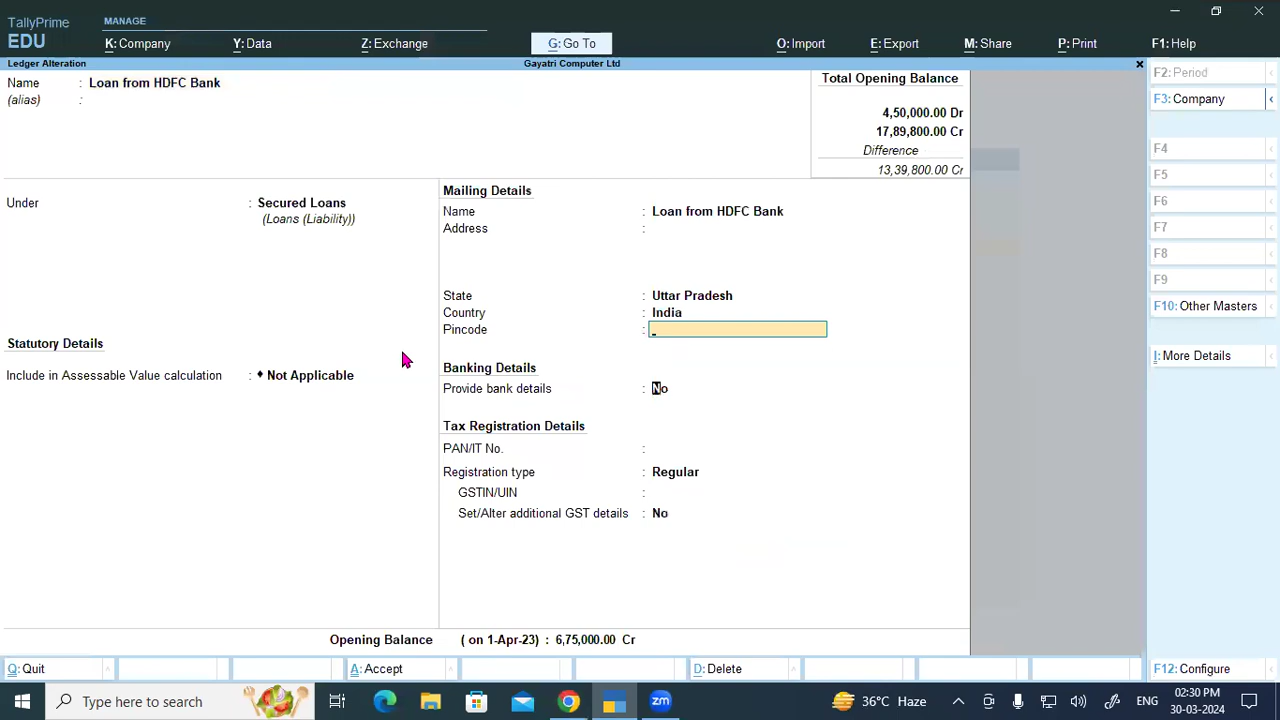 TallyPrime
EDU
MANAGE
K: Company
Y: Data
Z: Exchange
G: Go To
O: Import
E: Export
M: Share
P: Print
F1: Help
Ledger Alteration
Gayatri Computer Ltd
×
Name : Loan from HDFC Bank
(alias) :
Total Opening Balance
4,50,000.00 Dr
17,89,800.00 Cr
Difference
13,39,800.00 Cr
Under : Secured Loans
(Loans (Liability))
Statutory Details
Include in Assessable Value calculation : ♦ Not Applicable
Mailing Details
Name : Loan from HDFC Bank
Address :
State : Uttar Pradesh
Country : India
Pincode :
Banking Details
Provide bank details : No
Tax Registration Details
PAN/IT No. :
Registration type : Regular
GSTIN/UIN :
Set/Alter additional GST details : No
Opening Balance ( on 1-Apr-23) : 6,75,000.00 Cr
F2: Period
F3: Company
F4
F5
F6
F7
F8
F9
F10: Other Masters
I: More Details
Q: Quit
A: Accept
D: Delete
F12: Configure
Type here to search
zm
36°C Haze
ENG
02:30 PM
30-03-2024